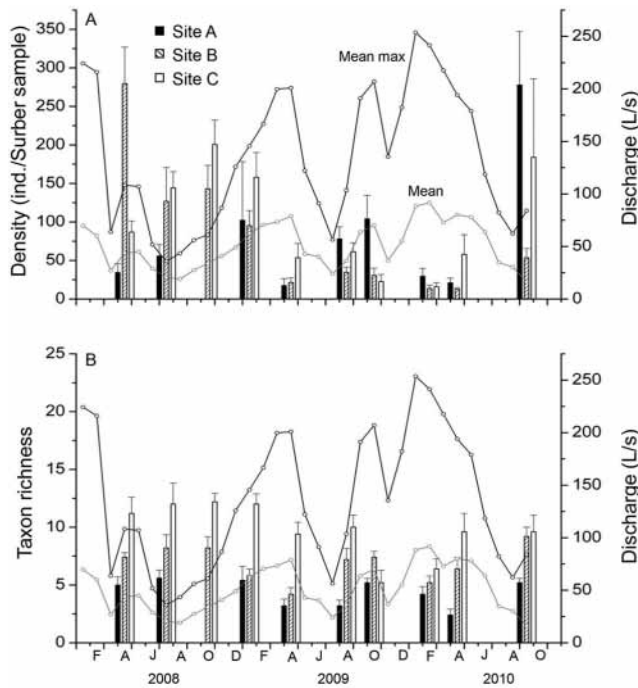 A
Site A
Site B
Site C
Mean max
Mean
Density (ind./Surber sample)
350
300
250
200
150
100
50
0
Discharge (L/s)
250
200
150
100
50
0
B
Taxon richness
25
20
15
10
5
0
Discharge (L/s)
250
200
150
100
50
0
F A J A O D F A J A O D F A J A O
2008 2009 2010